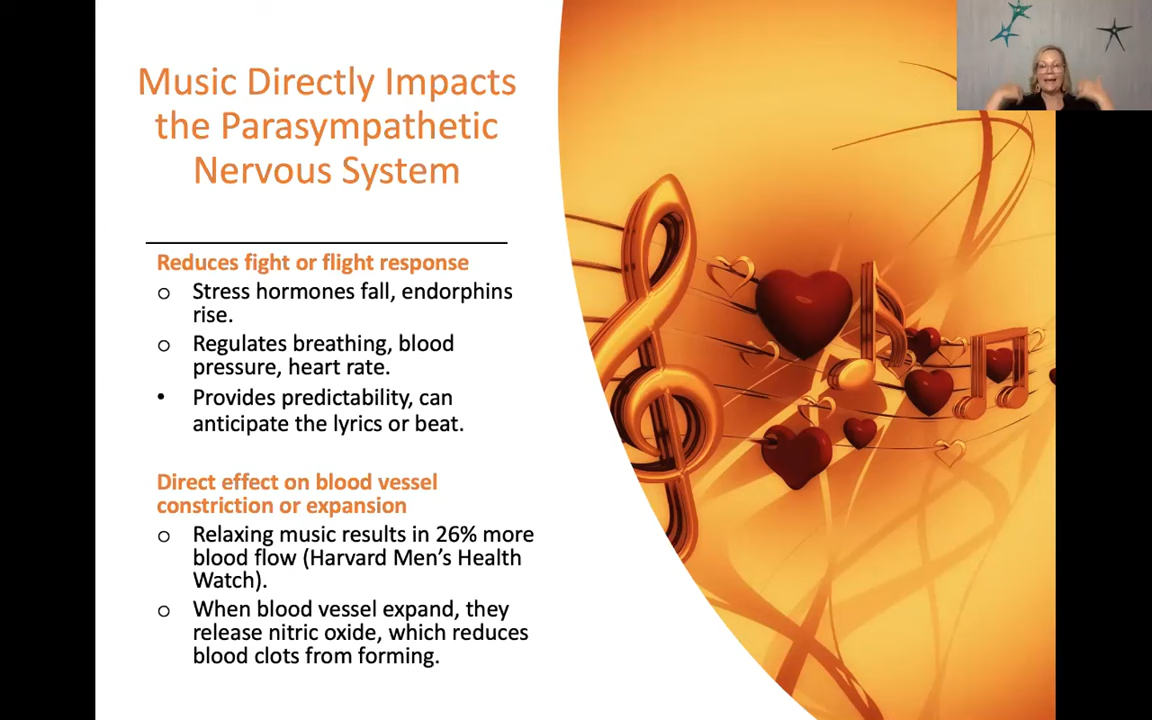 Music Directly Impacts
the Parasympathetic
Nervous System
Reduces fight or flight response
o Stress hormones fall, endorphins
rise.
o Regulates breathing, blood
pressure, heart rate.
• Provides predictability, can
anticipate the lyrics or beat.
Direct effect on blood vessel
constriction or expansion
o Relaxing music results in 26% more
blood flow (Harvard Men's Health
Watch).
o When blood vessel expand, they
release nitric oxide, which reduces
blood clots from forming.